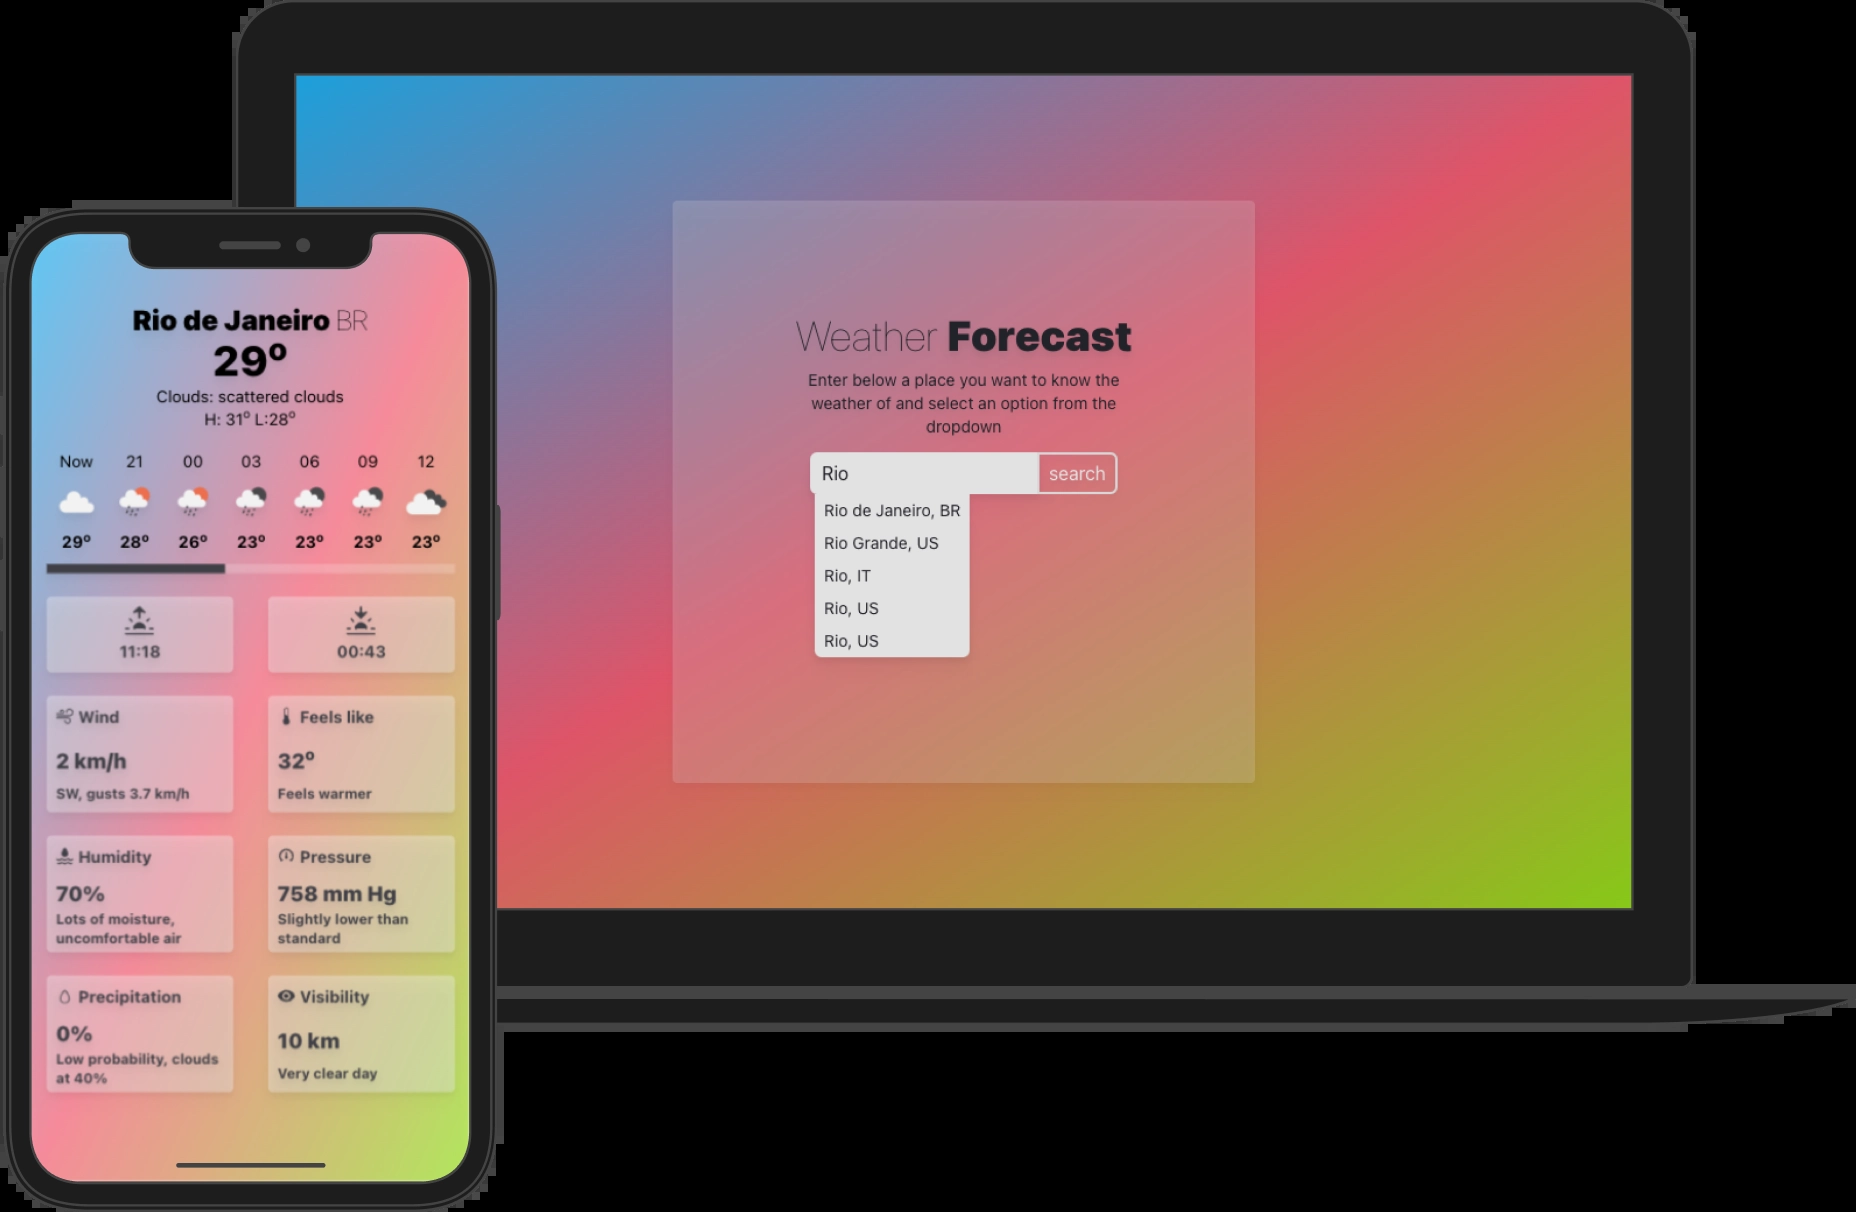 Rio de Janeiro BR
29º
Clouds: scattered clouds
H: 31º L:28º
Now 21 00 03 06 09 12
29º 28º 26º 23º 23º 23º 23º
11:18
00:43
Wind
2 km/h
SW, gusts 3.7 km/h
Feels like
32º
Feels warmer
Humidity
70%
Lots of moisture,
uncomfortable air
Pressure
758 mm Hg
Slightly lower than
standard
Precipitation
0%
Low probability, clouds
at 40%
Visibility
10 km
Very clear day
Weather Forecast
Enter below a place you want to know the
weather of and select an option from the
dropdown
Rio search
Rio de Janeiro, BR
Rio Grande, US
Rio, IT
Rio, US
Rio, US